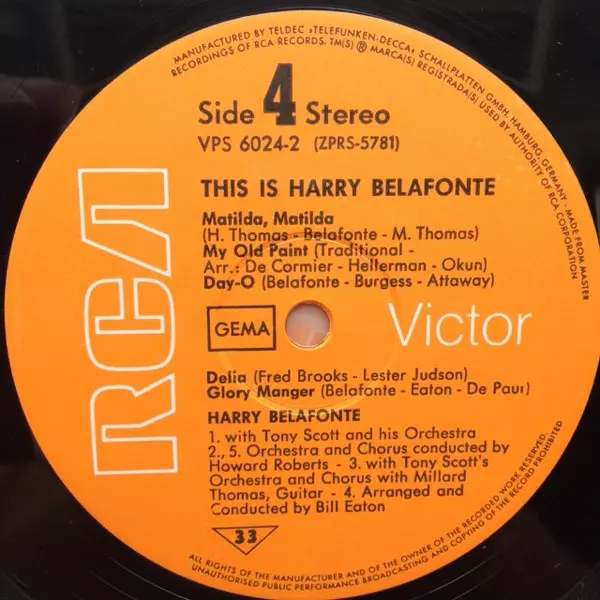 MANUFACTURED BY TELDEC »TELEFUNKEN-DECCA« SCHALLPLATTEN GMBH, HAMBURG, GERMANY · MADE FROM MASTER
RECORDINGS OF RCA RECORDS. TM(S) ® MARCA(S) REGISTRADA(S) USED BY AUTHORITY OF RCA CORPORATION
Side 4 Stereo
VPS 6024-2 (ZPRS-5781)
THIS IS HARRY BELAFONTE
Matilda, Matilda
(H. Thomas - Belafonte - M. Thomas)
My Old Paint (Traditional -
Arr.: De Cormier - Hellerman - Okun)
Day-O (Belafonte - Burgess - Attaway)
RCA
GEMA
Victor
Delia (Fred Brooks - Lester Judson)
Glory Manger (Belafonte - Eaton - De Paur)
HARRY BELAFONTE
1. with Tony Scott and his Orchestra
2., 5. Orchestra and Chorus conducted by
Howard Roberts - 3. with Tony Scott's
Orchestra and Chorus with Millard
Thomas, Guitar - 4. Arranged and
Conducted by Bill Eaton
33
ALL RIGHTS OF THE MANUFACTURER AND OF THE OWNER OF THE RECORDED WORK RESERVED.
UNAUTHORISED PUBLIC PERFORMANCE BROADCASTING AND COPYING OF THE RECORD PROHIBITED